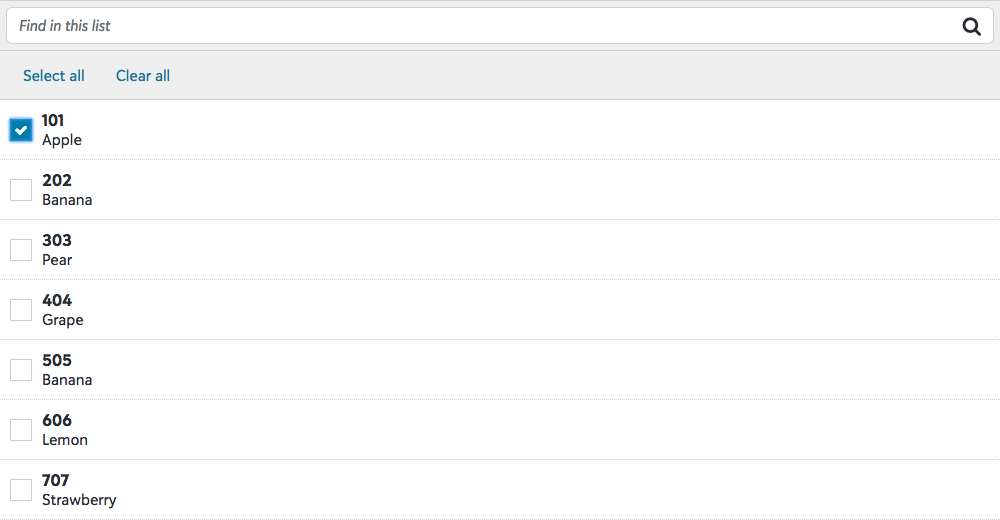 Find in this list
Select all Clear all
101
Apple
202
Banana
303
Pear
404
Grape
505
Banana
606
Lemon
707
Strawberry